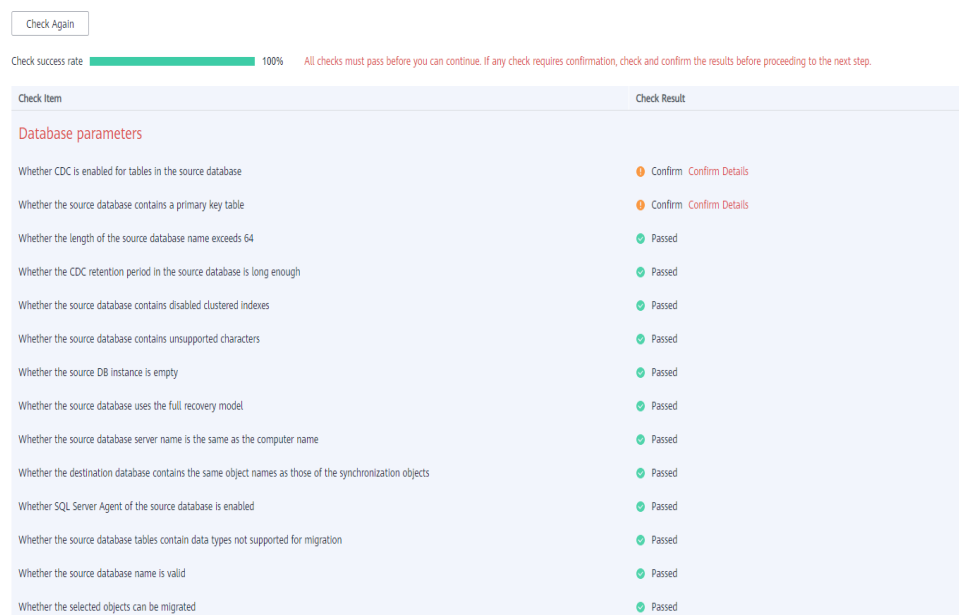 Check Again
Check success rate 100% All checks must pass before you can continue. If any check requires confirmation, check and confirm the results before proceeding to the next step.
Check Item Check Result
Database parameters
Whether CDC is enabled for tables in the source database Confirm Confirm Details
Whether the source database contains a primary key table Confirm Confirm Details
Whether the length of the source database name exceeds 64 Passed
Whether the CDC retention period in the source database is long enough Passed
Whether the source database contains disabled clustered indexes Passed
Whether the source database contains unsupported characters Passed
Whether the source DB instance is empty Passed
Whether the source database uses the full recovery model Passed
Whether the source database server name is the same as the computer name Passed
Whether the destination database contains the same object names as those of the synchronization objects Passed
Whether SQL Server Agent of the source database is enabled Passed
Whether the source database tables contain data types not supported for migration Passed
Whether the source database name is valid Passed
Whether the selected objects can be migrated Passed